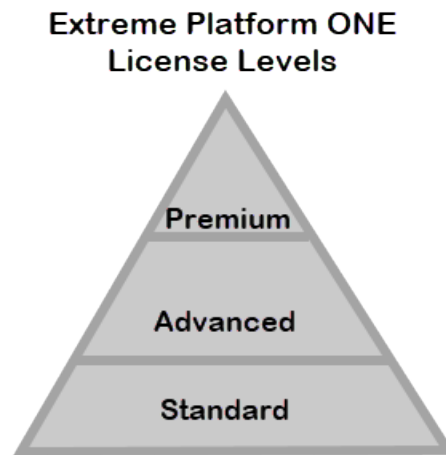 Extreme Platform ONE
License Levels
Premium
Advanced
Standard